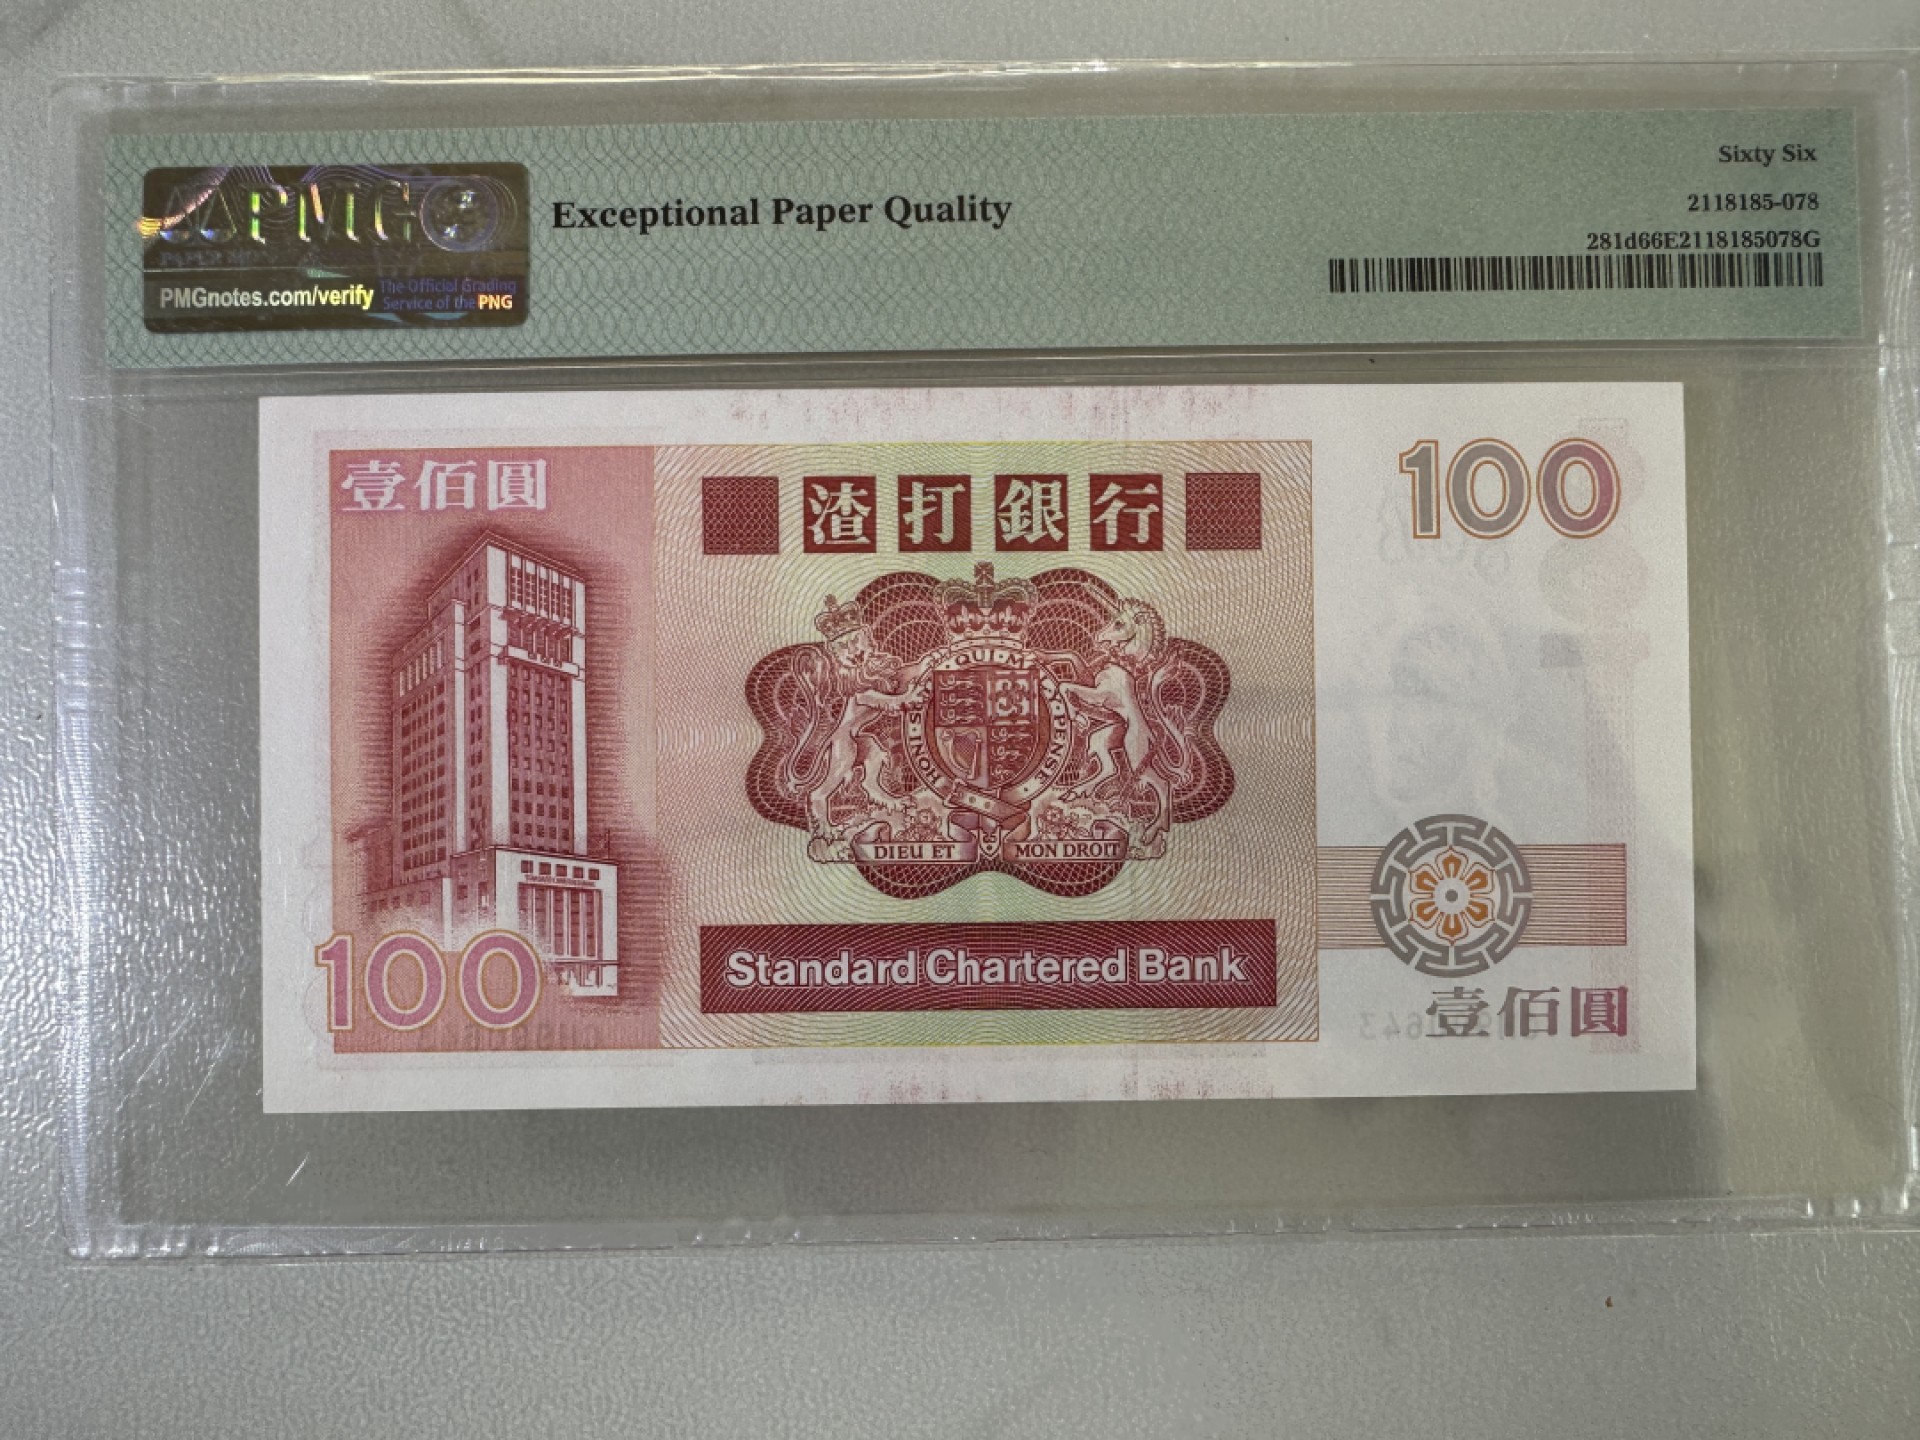 Sixty Six
PMG
PAPER MONEY
PMGnotes.com/verify
The Official Grading
Service of the PNG
Exceptional Paper Quality
2118185-078
281d66E2118185078G
壹佰圓
渣打銀行
100
HONI·S
QUI·M
Y·PENSE
DIEU ET MON DROIT
100
Standard Chartered Bank
壹佰圓